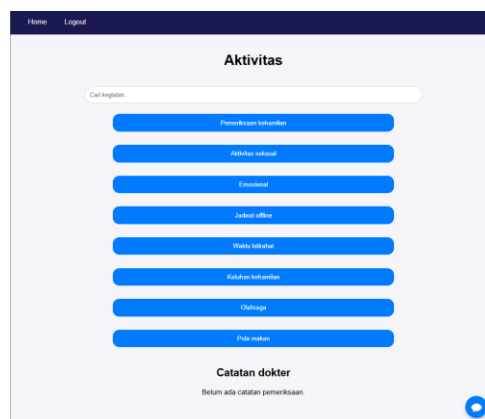 Home Logout
Aktivitas
Cari kegiatan...
Pemeriksaan kehamilan
Aktivitas seksual
Emosional
Jadwal offline
Waktu Istirahat
Keluhan kehamilan
Olahraga
Pola makan
Catatan dokter
Belum ada catatan pemeriksaan.